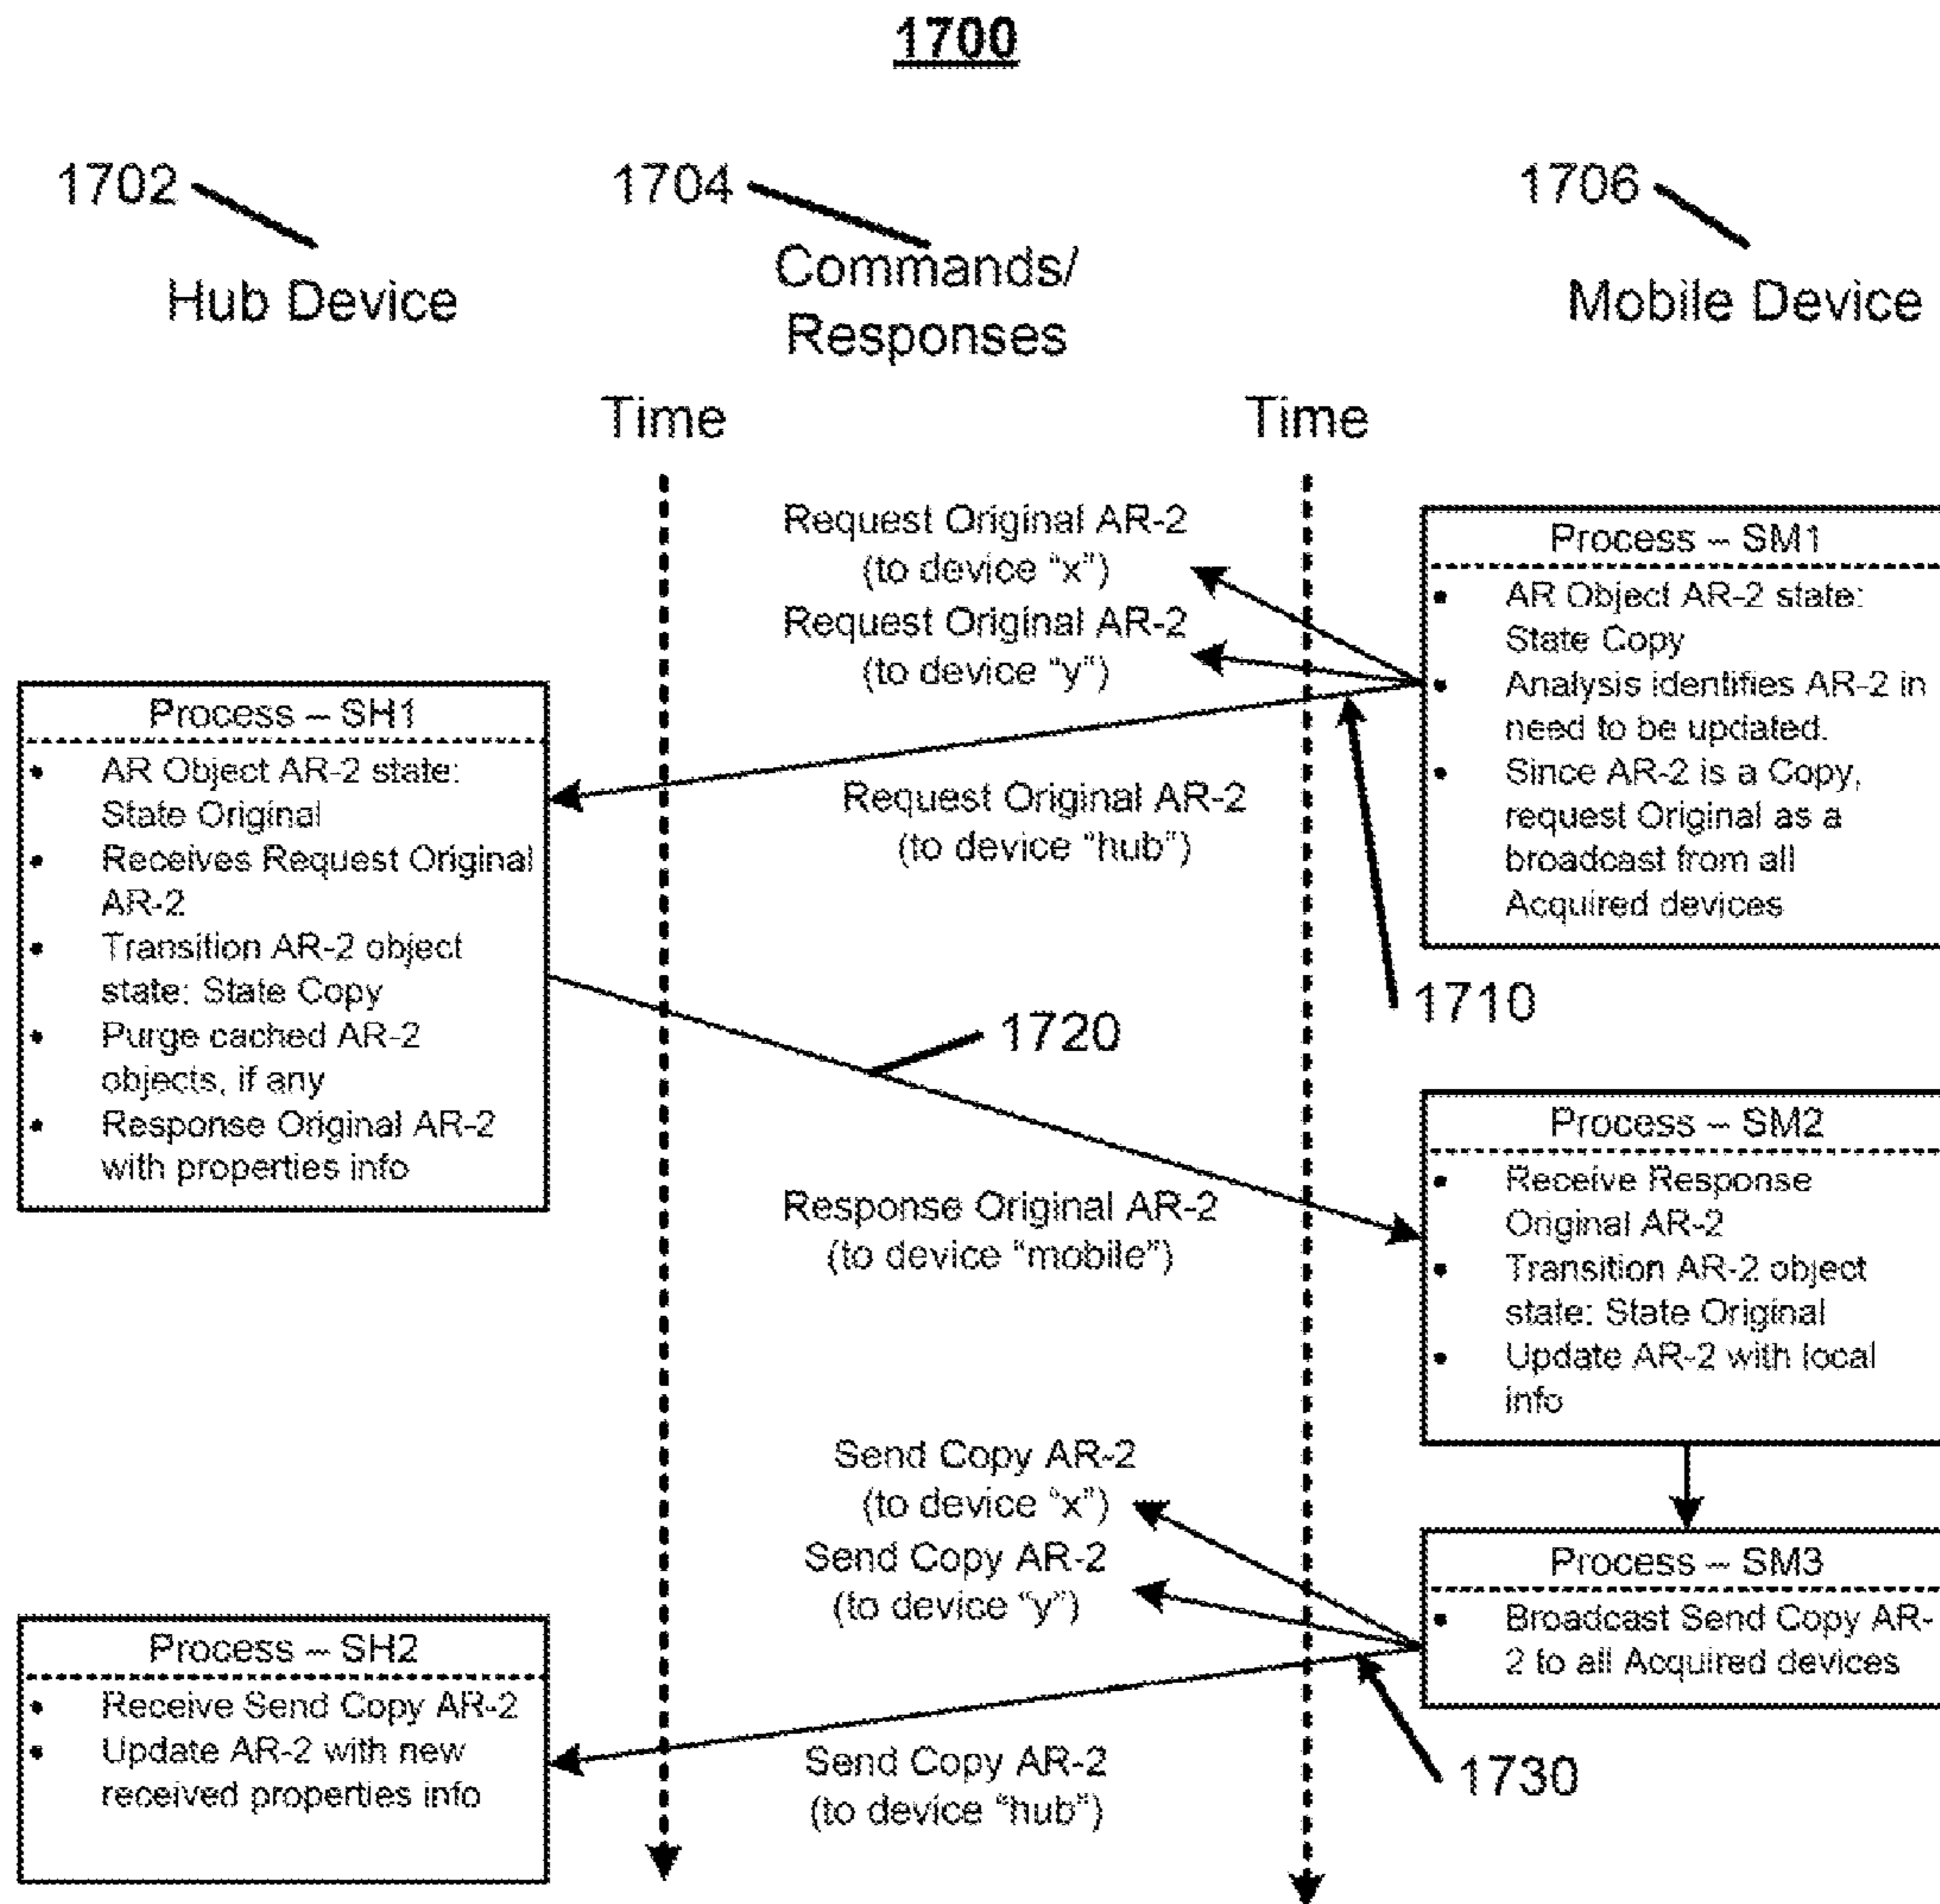 1700
1702
1704
1706
Hub Device
Commands/
Responses
Mobile Device
Time
Time
Request Original AR-2
(to device "x")
Request Original AR-2
(to device "y")
Process – SM1
• AR Object AR-2 state:
State Copy
• Analysis identifies AR-2 in
need to be updated.
• Since AR-2 is a Copy,
request Original as a
broadcast from all
Acquired devices
Process – SH1
• AR Object AR-2 state:
State Original
• Receives Request Original
AR-2
• Transition AR-2 object
state: State Copy
• Purge cached AR-2
objects, if any
• Response Original AR-2
with properties info
Request Original AR-2
(to device "hub")
1710
1720
Response Original AR-2
(to device "mobile")
Process – SM2
• Receive Response
Original AR-2
• Transition AR-2 object
state: State Original
• Update AR-2 with local
info
Send Copy AR-2
(to device "x")
Send Copy AR-2
(to device "y")
Process – SM3
• Broadcast Send Copy AR-
2 to all Acquired devices
Process – SH2
• Receive Send Copy AR-2
• Update AR-2 with new
received properties info
Send Copy AR-2
(to device "hub")
1730